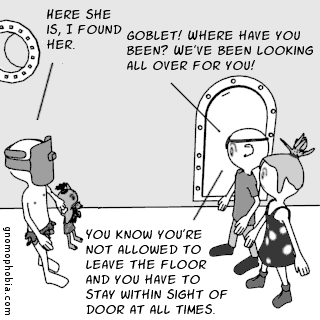 HERE SHE
IS, I FOUND
HER.
GOBLET! WHERE HAVE YOU
BEEN? WE'VE BEEN LOOKING
ALL OVER FOR YOU!
YOU KNOW YOU'RE
NOT ALLOWED TO
LEAVE THE FLOOR
AND YOU HAVE TO
STAY WITHIN SIGHT OF
DOOR AT ALL TIMES.
gnomophobia.com